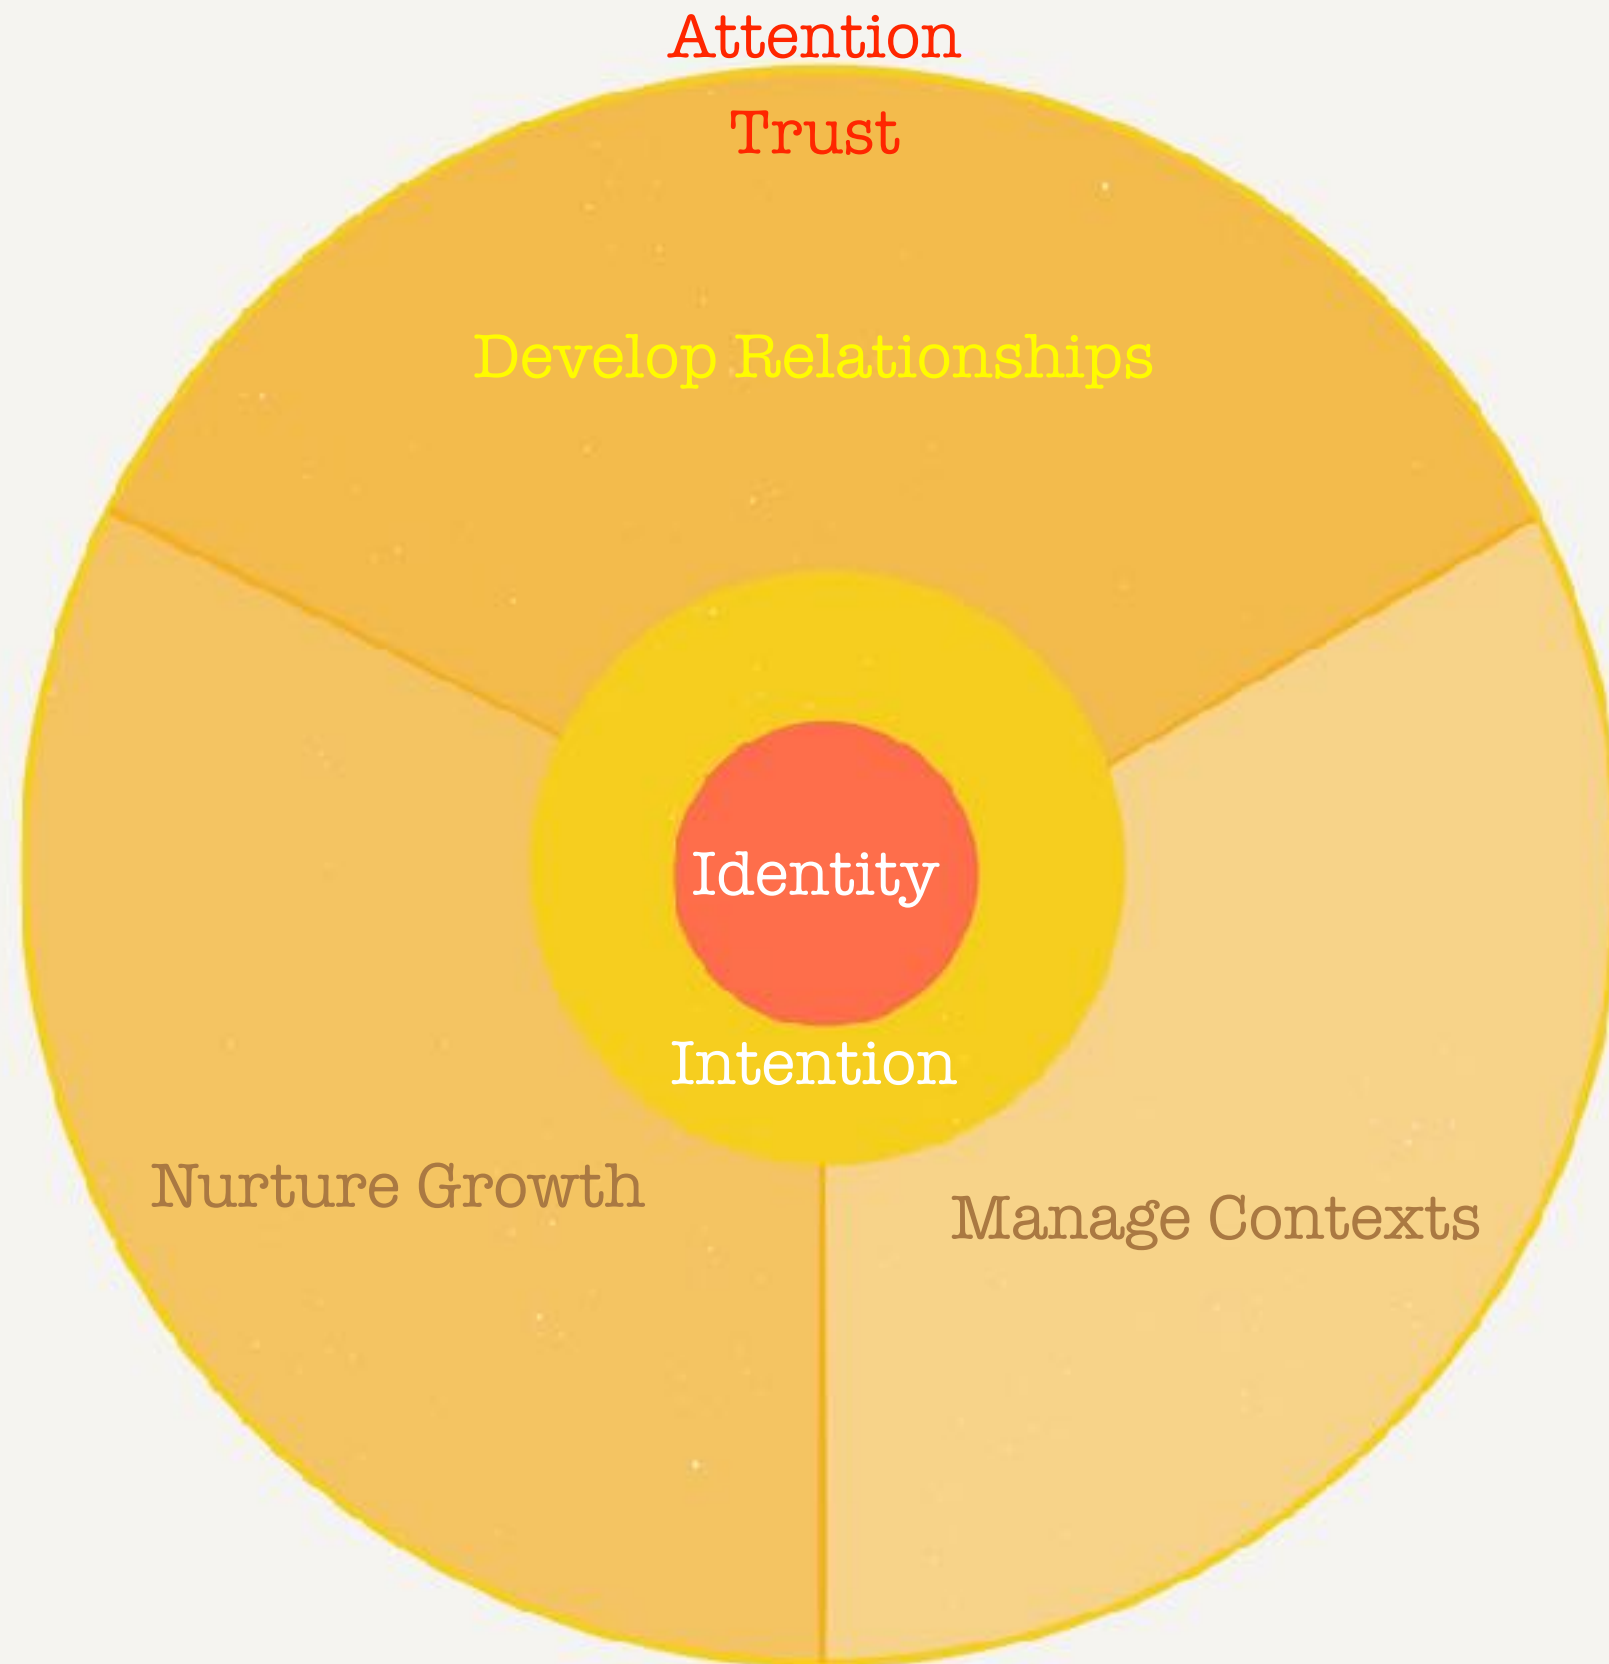 Attention
Trust
Develop Relationships
Identity
Intention
Nurture Growth
Manage Contexts